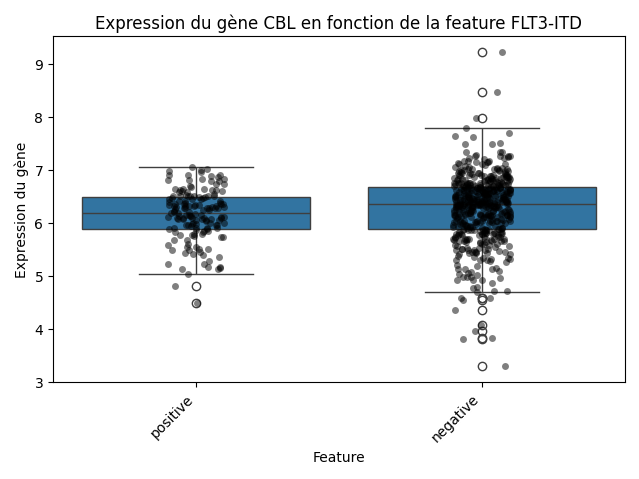 Expression du gène CBL en fonction de la feature FLT3-ITD
Expression du gène
9
8
7
6
5
4
3
positive
negative
Feature